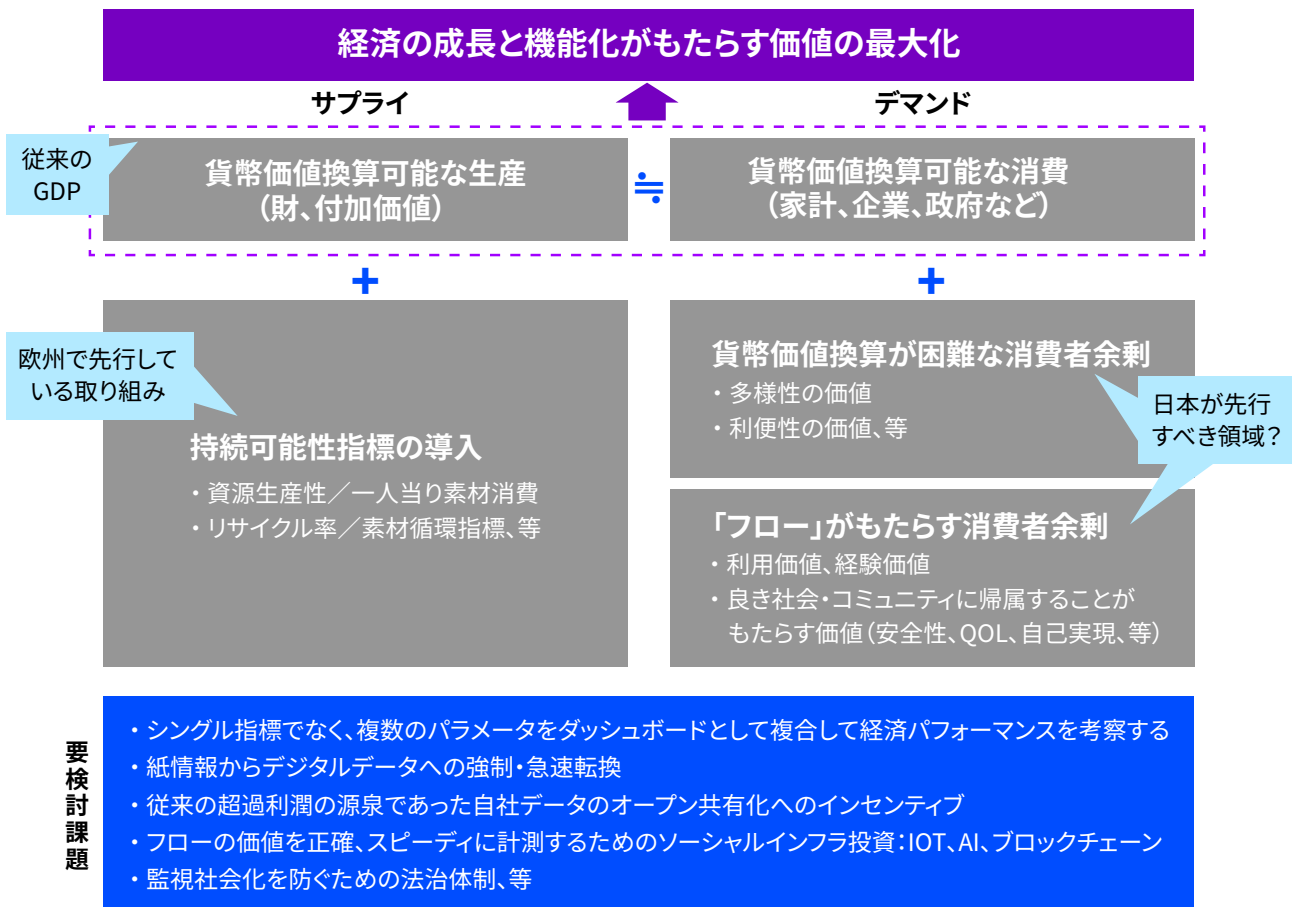 経済の成長と機能化がもたらす価値の最大化
サプライ
デマンド
従来の
GDP
貨幣価値換算可能な生産
（財、付加価値）
≒
貨幣価値換算可能な消費
（家計、企業、政府など）
+
+
欧州で先行して
いる取り組み
持続可能性指標の導入
・資源生産性／一人当り素材消費
・リサイクル率／素材循環指標、等
貨幣価値換算が困難な消費者余剰
・多様性の価値
・利便性の価値、等
日本が先行
すべき領域？
「フロー」がもたらす消費者余剰
・利用価値、経験価値
・良き社会・コミュニティに帰属することが
もたらす価値（安全性、QOL、自己実現、等）
要検討課題
・シングル指標でなく、複数のパラメータをダッシュボードとして複合して経済パフォーマンスを考察する
・紙情報からデジタルデータへの強制・急速転換
・従来の超過利潤の源泉であった自社データのオープン共有化へのインセンティブ
・フローの価値を正確、スピーディに計測するためのソーシャルインフラ投資：IOT、AI、ブロックチェーン
・監視社会化を防ぐための法治体制、等